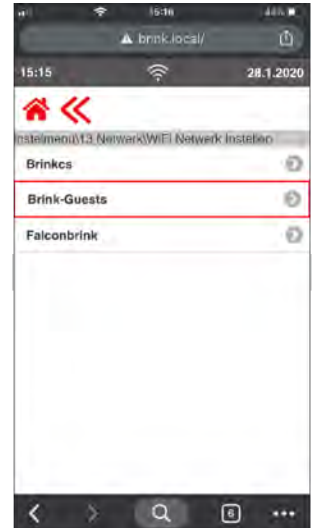 15:16
brink.local/
15:15
28.1.2020
Instelmenu\13 Netwerk\WiFi Netwerk Instellen
Brinkcs
Brink-Guests
Falconbrink
6